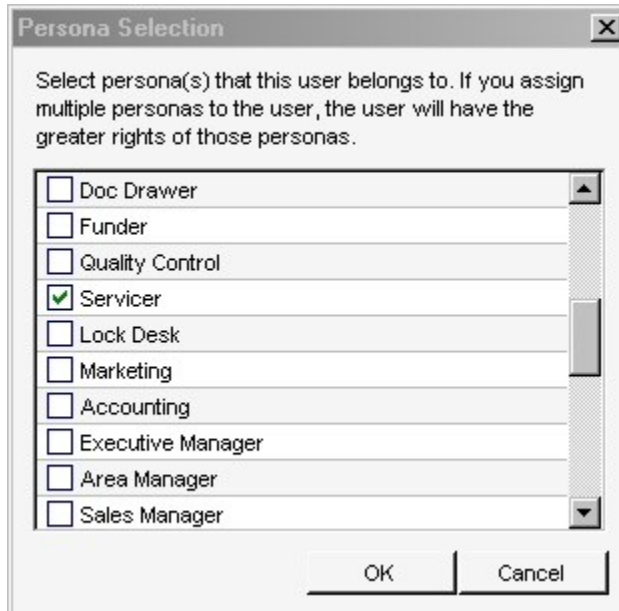 Persona Selection
Select persona(s) that this user belongs to. If you assign
multiple personas to the user, the user will have the
greater rights of those personas.
Doc Drawer
Funder
Quality Control
Servicer
Lock Desk
Marketing
Accounting
Executive Manager
Area Manager
Sales Manager
OK Cancel